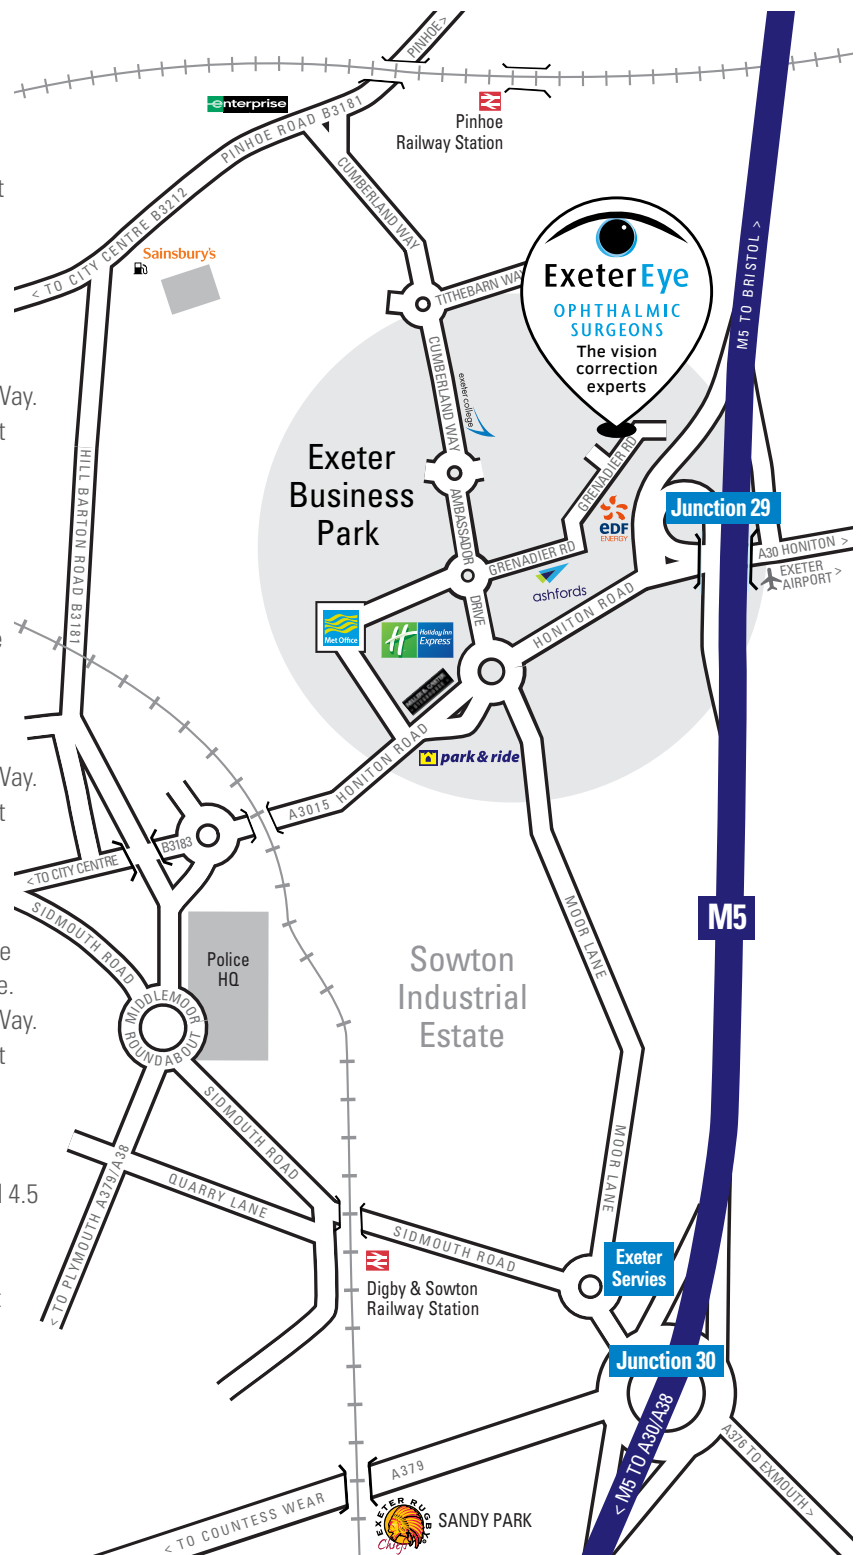 PINHOE>
enterprise
PINHOE ROAD B3181
Pinhoe
Railway Station
t
< TO CITY CENTRE B3212
CUMBERLAND WAY
Sainsbury's
ExeterEye
OPHTHALMIC
SURGEONS
The vision
correction
experts
M5 TO BRISTOL >
TITHEBARN WAY
CUMBERLAND WAY
exeter college
Way.
t
HILL BARTON ROAD B3181
Exeter
Business
Park
GRENADIER RD
Junction 29
AMBASSADOR
DRIVE
eDF
ENERGY
GRENADIER RD
A30 HONITON >
EXETER
AIRPORT >
ashfords
HONITON ROAD
Met Office
Holiday Inn
Express
e
park & ride
A3015 HONITON ROAD
Way.
t
B3183
< TO CITY CENTRE
SIDMOUTH ROAD
MOOR LANE
M5
Police
HQ
Sowton
Industrial
Estate
e
e.
Way.
t
MIDDLEMOOR
ROUNDABOUT
SIDMOUTH ROAD
MOOR LANE
QUARRY LANE
< TO PLYMOUTH A379/A38
l 4.5
SIDMOUTH ROAD
Exeter
Servies
Digby & Sowton
Railway Station
t
Junction 30
< M5 TO A30/A38
A376 TO EXMOUTH >
A379
< TO COUNTESS WEAR
EXETER RUGBY
Chiefs
SANDY PARK